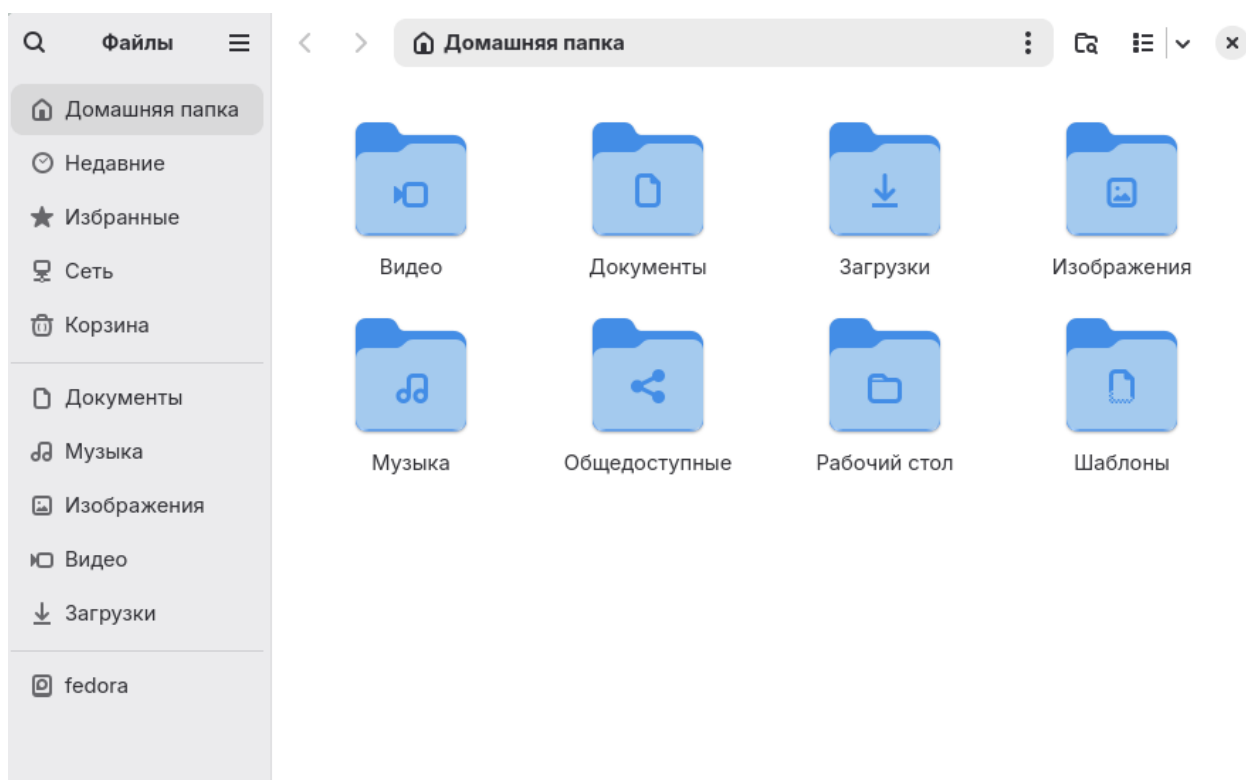 Файлы
Домашняя папка
Недавние
Избранные
Сеть
Корзина
Документы
Музыка
Изображения
Видео
Загрузки
fedora
Домашняя папка
Видео
Документы
Загрузки
Изображения
Музыка
Общедоступные
Рабочий стол
Шаблоны